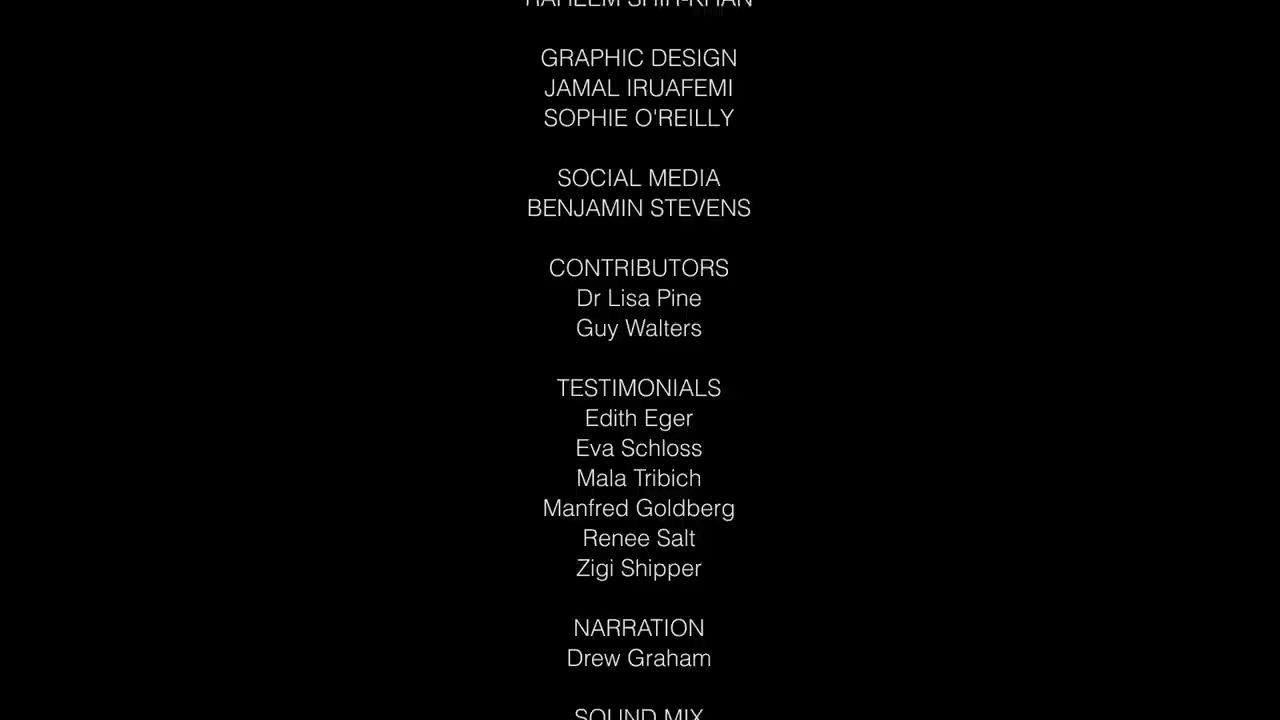 GRAPHIC DESIGN
JAMAL IRUAFEMI
SOPHIE O'REILLY
SOCIAL MEDIA
BENJAMIN STEVENS
CONTRIBUTORS
Dr Lisa Pine
Guy Walters
TESTIMONIALS
Edith Eger
Eva Schloss
Mala Tribich
Manfred Goldberg
Renee Salt
Zigi Shipper
NARRATION
Drew Graham
SOUND MIX